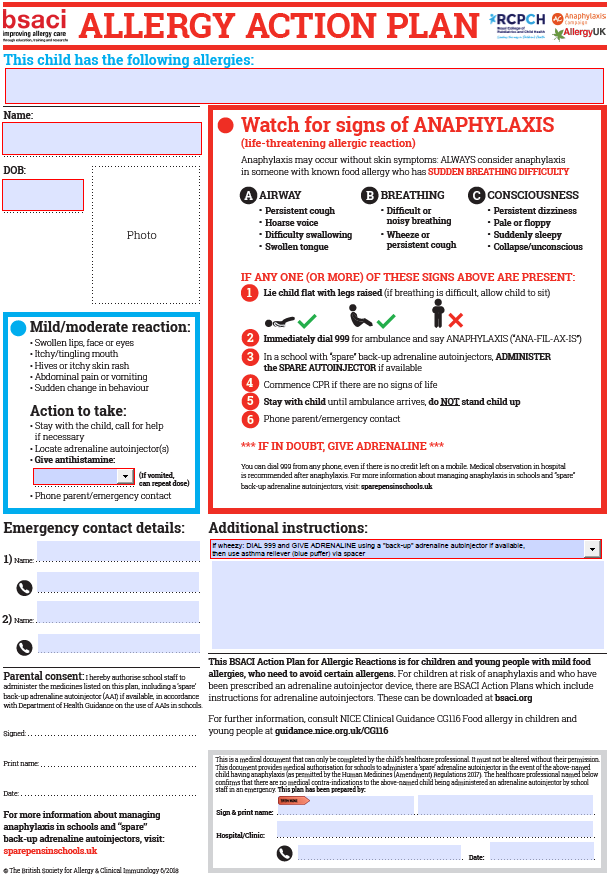 bsaci
improving allergy care
through education, training and research
ALLERGY ACTION PLAN
RCPCH
Royal College of
Paediatrics and Child Health
Anaphylaxis
Campaign
AllergyUK
This child has the following allergies:
Name:
DOB:
Photo
Watch for signs of ANAPHYLAXIS
(life-threatening allergic reaction)
Anaphylaxis may occur without skin symptoms: ALWAYS consider anaphylaxis
in someone with known food allergy who has SUDDEN BREATHING DIFFICULTY
A AIRWAY
• Persistent cough
• Hoarse voice
• Difficulty swallowing
• Swollen tongue
B BREATHING
• Difficult or
noisy breathing
• Wheeze or
persistent cough
C CONSCIOUSNESS
• Persistent dizziness
• Pale or floppy
• Suddenly sleepy
• Collapse/unconscious
IF ANY ONE (OR MORE) OF THESE SIGNS ABOVE ARE PRESENT:
1 Lie child flat with legs raised (if breathing is difficult, allow child to sit)
2 Immediately dial 999 for ambulance and say ANAPHYLAXIS ("ANA-FIL-AX-IS")
3 In a school with "spare" back-up adrenaline autoinjectors, ADMINISTER
the SPARE AUTOINJECTOR if available
4 Commence CPR if there are no signs of life
5 Stay with child until ambulance arrives, do NOT stand child up
6 Phone parent/emergency contact
*** IF IN DOUBT, GIVE ADRENALINE ***
You can dial 999 from any phone, even if there is no credit left on a mobile. Medical observation in hospital
is recommended after anaphylaxis. For more information about managing anaphylaxis in schools and "spare"
back-up adrenaline autoinjectors, visit: sparepensinschools.uk
Mild/moderate reaction:
• Swollen lips, face or eyes
• Itchy/tingling mouth
• Hives or itchy skin rash
• Abdominal pain or vomiting
• Sudden change in behaviour
Action to take:
• Stay with the child, call for help
if necessary
• Locate adrenaline autoinjector(s)
• Give antihistamine:
(If vomited,
can repeat dose)
• Phone parent/emergency contact
Emergency contact details:
1) Name:
2) Name:
Additional instructions:
If wheezy: DIAL 999 and GIVE ADRENALINE using a "back-up" adrenaline autoinjector if available,
then use asthma reliever (blue puffer) via spacer
Parental consent: I hereby authorise school staff to
administer the medicines listed on this plan, including a 'spare'
back-up adrenaline autoinjector (AAI) if available, in accordance
with Department of Health Guidance on the use of AAIs in schools.
Signed:
Print name:
Date:
For more information about managing
anaphylaxis in schools and "spare"
back-up adrenaline autoinjectors, visit:
sparepensinschools.uk
© The British Society for Allergy & Clinical Immunology 6/2018
This BSACI Action Plan for Allergic Reactions is for children and young people with mild food
allergies, who need to avoid certain allergens. For children at risk of anaphylaxis and who have
been prescribed an adrenaline autoinjector device, there are BSACI Action Plans which include
instructions for adrenaline autoinjectors. These can be downloaded at bsaci.org
For further information, consult NICE Clinical Guidance CG116 Food allergy in children and
young people at guidance.nice.org.uk/CG116
This is a medical document that can only be completed by the child's healthcare professional. It must not be altered without their permission.
This document provides medical authorisation for schools to administer a 'spare' adrenaline autoinjector in the event of the above-named
child having anaphylaxis (as permitted by the Human Medicines (Amendment) Regulations 2017). The healthcare professional named below
confirms that there are no medical contra-indications to the above-named child being administered an adrenaline autoinjector by school
staff in an emergency. This plan has been prepared by:
Sign & print name:
Hospital/Clinic:
Date: